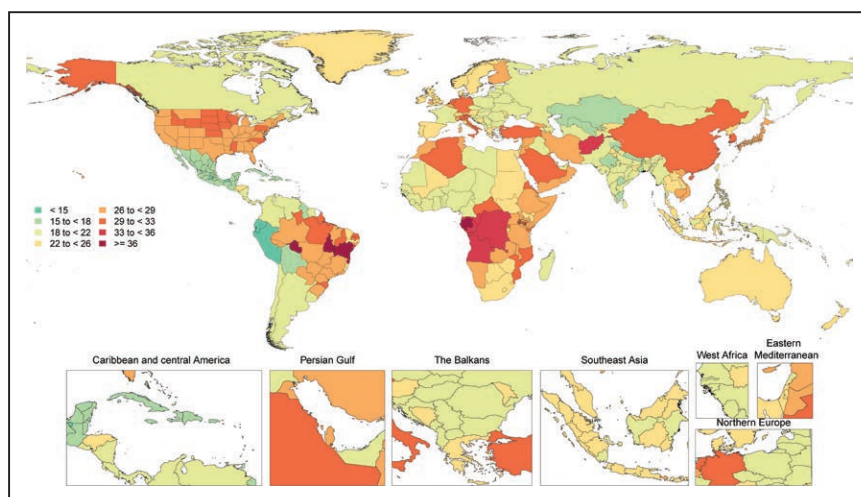 < 15
15 to < 18
18 to < 22
22 to < 26
26 to < 29
29 to < 33
33 to < 36
>= 36
Caribbean and central America
Persian Gulf
The Balkans
Southeast Asia
West Africa
Eastern
Mediterranean
Northern Europe